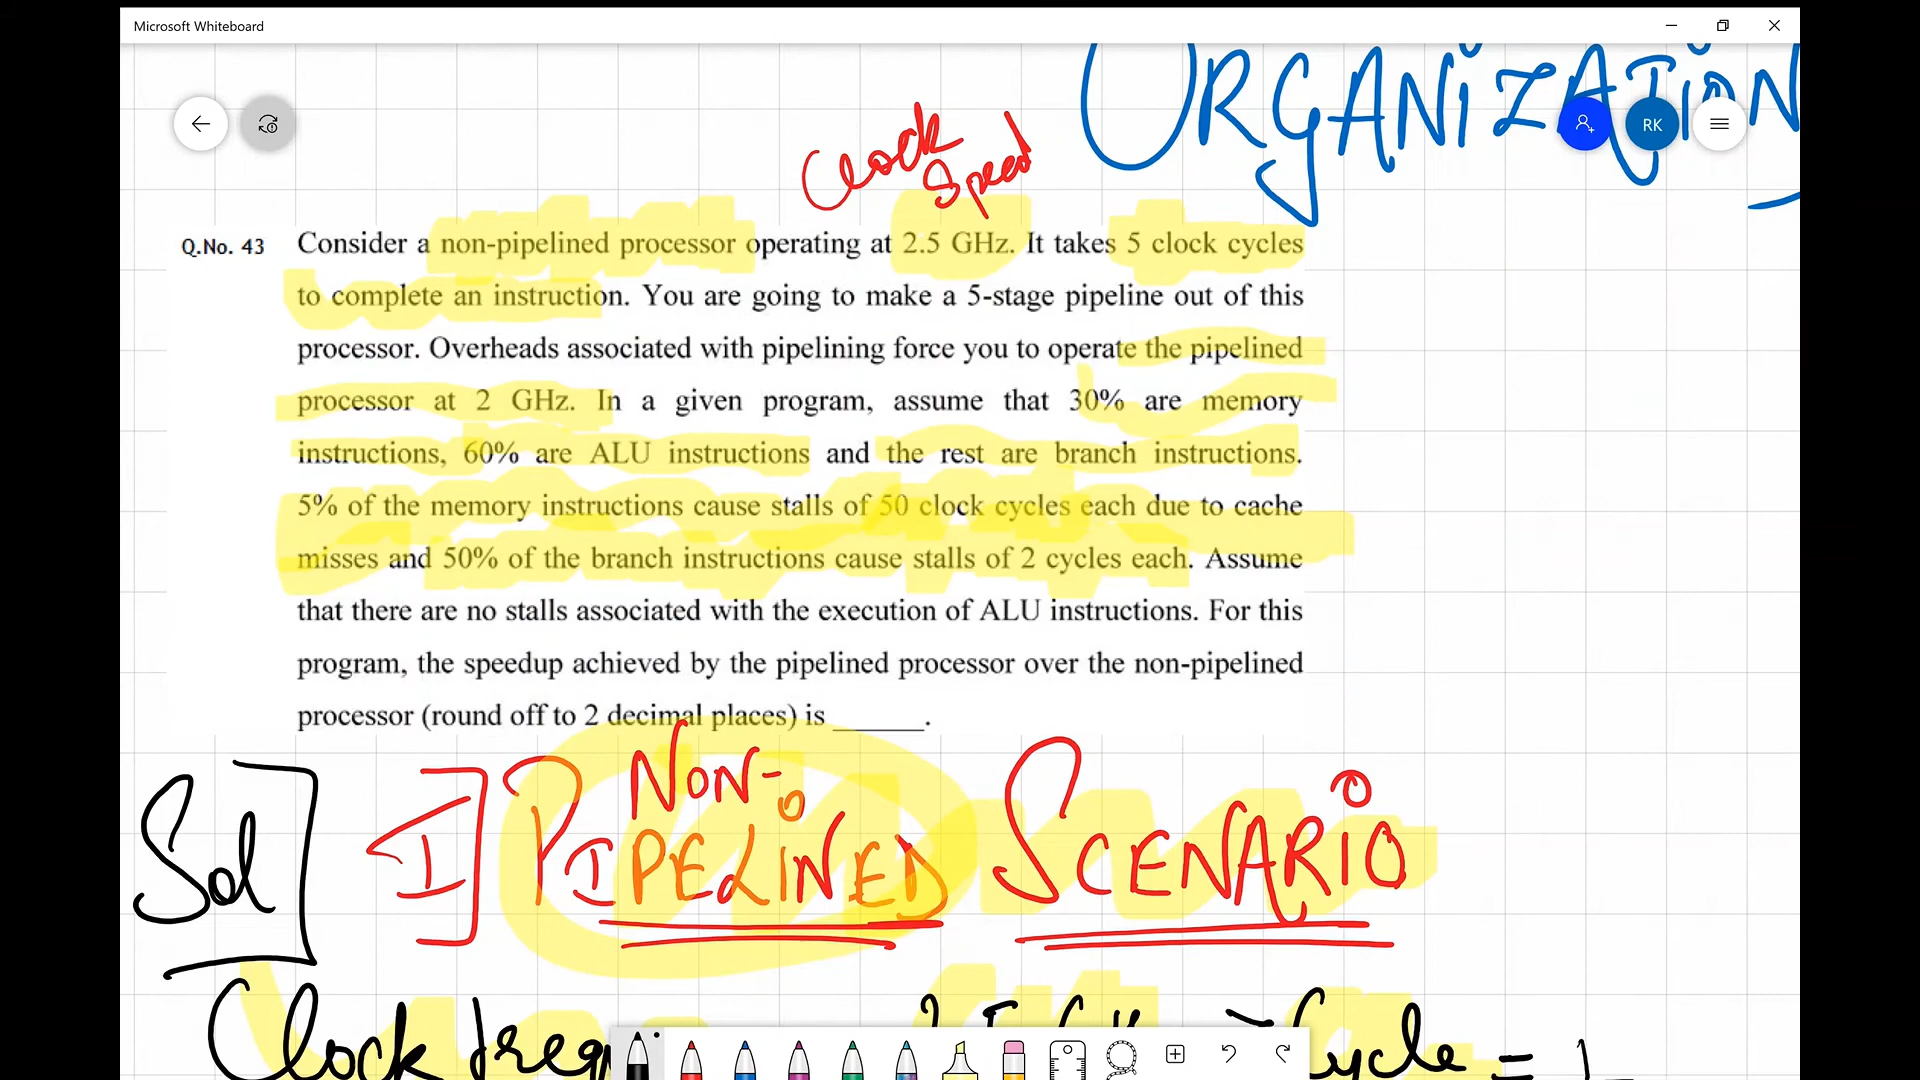 Microsoft Whiteboard
ORGANIZATION
RK
Clock
Speed
Q.No. 43 Consider a non-pipelined processor operating at 2.5 GHz. It takes 5 clock cycles
to complete an instruction. You are going to make a 5-stage pipeline out of this
processor. Overheads associated with pipelining force you to operate the pipelined
processor at 2 GHz. In a given program, assume that 30% are memory
instructions, 60% are ALU instructions and the rest are branch instructions.
5% of the memory instructions cause stalls of 50 clock cycles each due to cache
misses and 50% of the branch instructions cause stalls of 2 cycles each. Assume
that there are no stalls associated with the execution of ALU instructions. For this
program, the speedup achieved by the pipelined processor over the non-pipelined
processor (round off to 2 decimal places) is ______.
Sol I] NON-
PIPELINED SCENARIO
Clock freq Cycle =